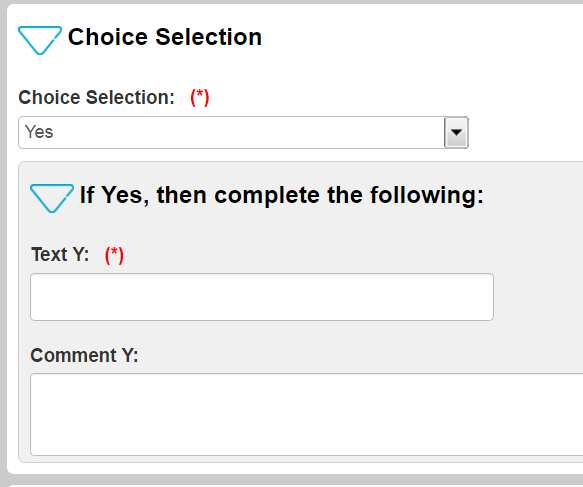 Choice Selection
Choice Selection: (*)
Yes
If Yes, then complete the following:
Text Y: (*)
Comment Y: